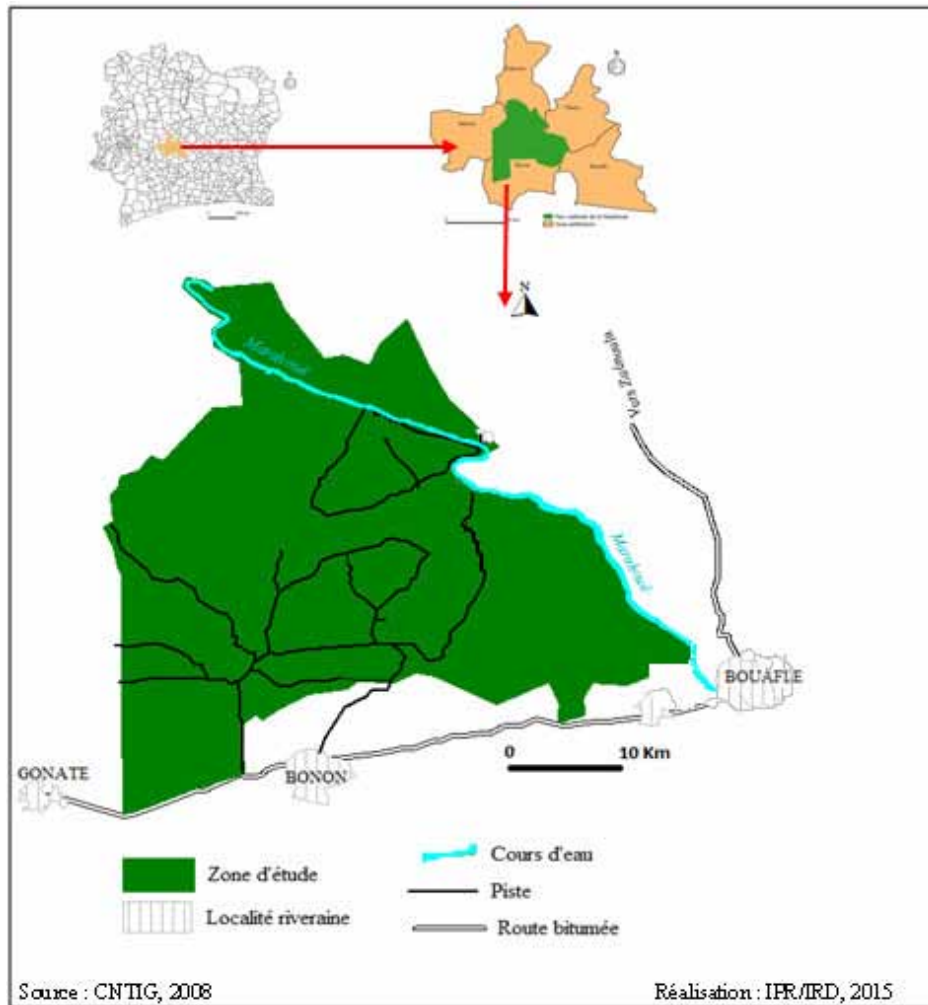 N
Marahoué
Vers Zuénoula
Marahoué
BOUAFLE
GONATE
BONON
0 10 Km
Zone d'étude
Localité riveraine
Cours d'eau
Piste
Route bitumée
Source : CNTIG, 2008
Réalisation : IFR/IRD, 2015